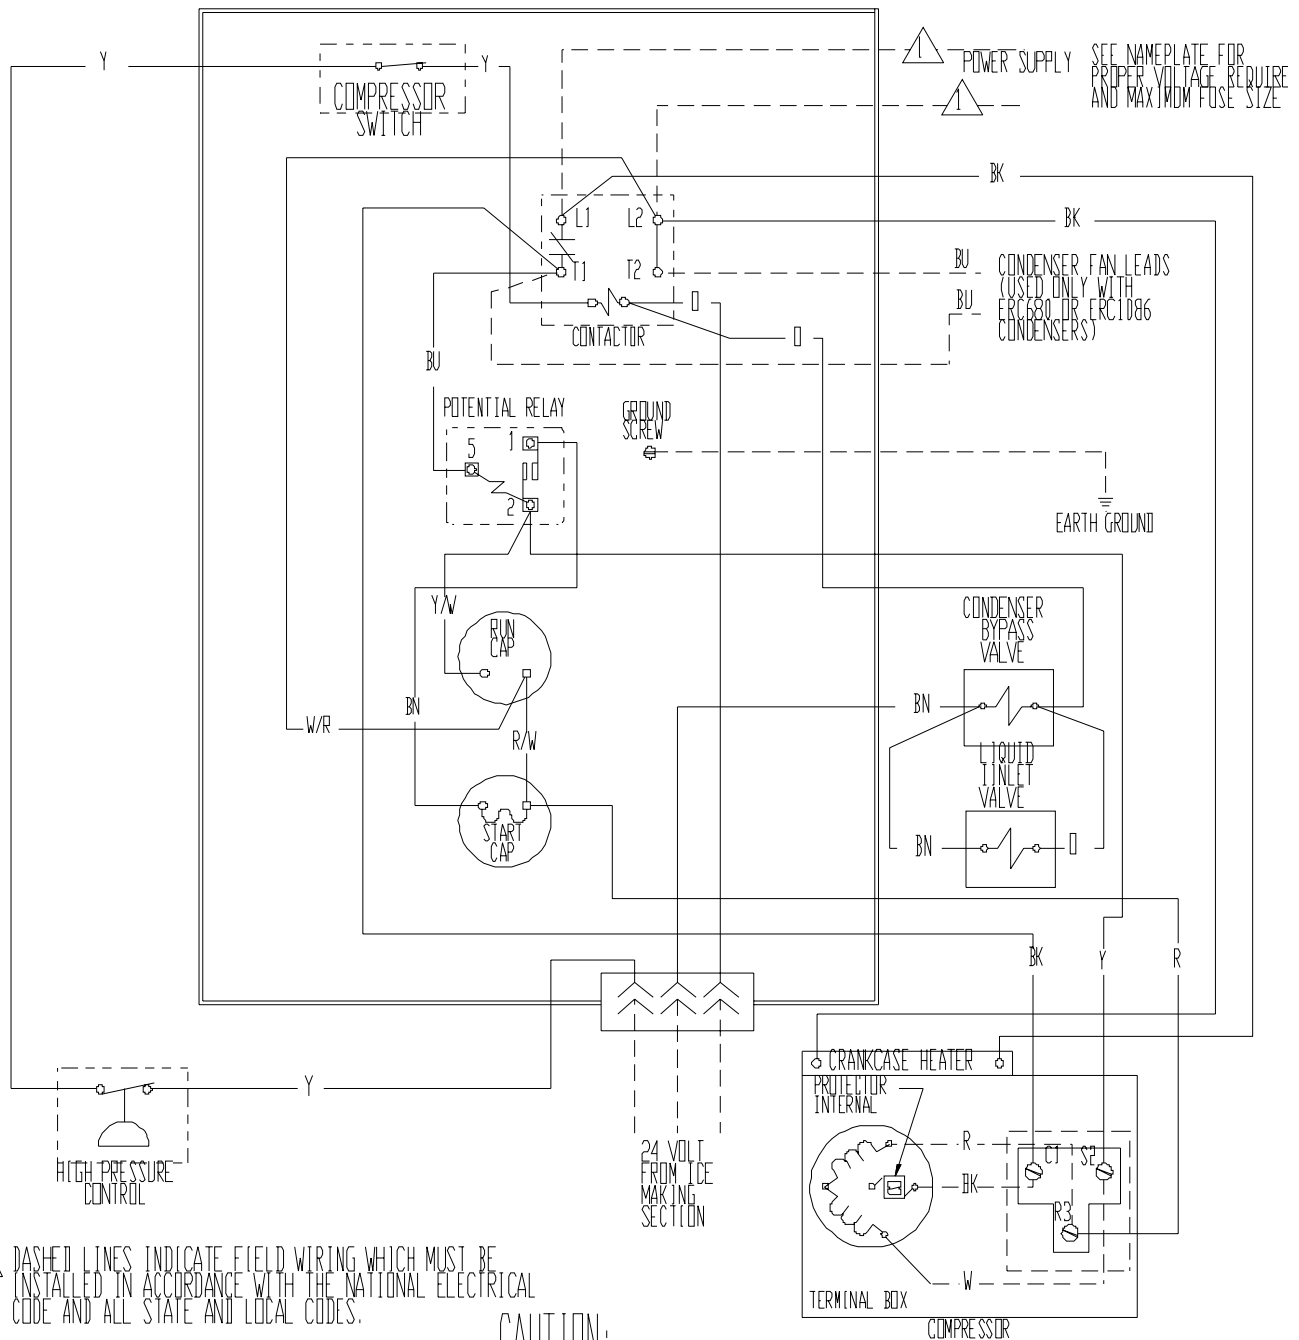 Y
Y
COMPRESSOR
SWITCH
1
POWER SUPPLY
1
SEE NAMEPLATE FOR
PROPER VOLTAGE REQUIRE
AND MAXIMUM FUSE SIZE
BK
L1
L2
BK
T1
T2
BU
BU
CONDENSER FAN LEADS
(USED ONLY WITH
ERC680 OR ERC1086
CONDENSERS)
O
O
CONTACTOR
BU
POTENTIAL RELAY
5
1
2
GROUND
SCREW
EARTH GROUND
Y/W
RUN
CAP
CONDENSER
BYPASS
VALVE
BN
BN
W/R
R/W
LIQUID
IINLET
VALVE
START
CAP
BN
O
BK
Y
R
Y
HIGH PRESSURE
CONTROL
24 VOLT
FROM ICE
MAKING
SECTION
CRANKCASE HEATER
PROTECTOR
INTERNAL
R
BK
W
C1
S2
R3
TERMINAL BOX
COMPRESSOR
DASHED LINES INDICATE FIELD WIRING WHICH MUST BE
INSTALLED IN ACCORDANCE WITH THE NATIONAL ELECTRICAL
CODE AND ALL STATE AND LOCAL CODES.
CAUTION: